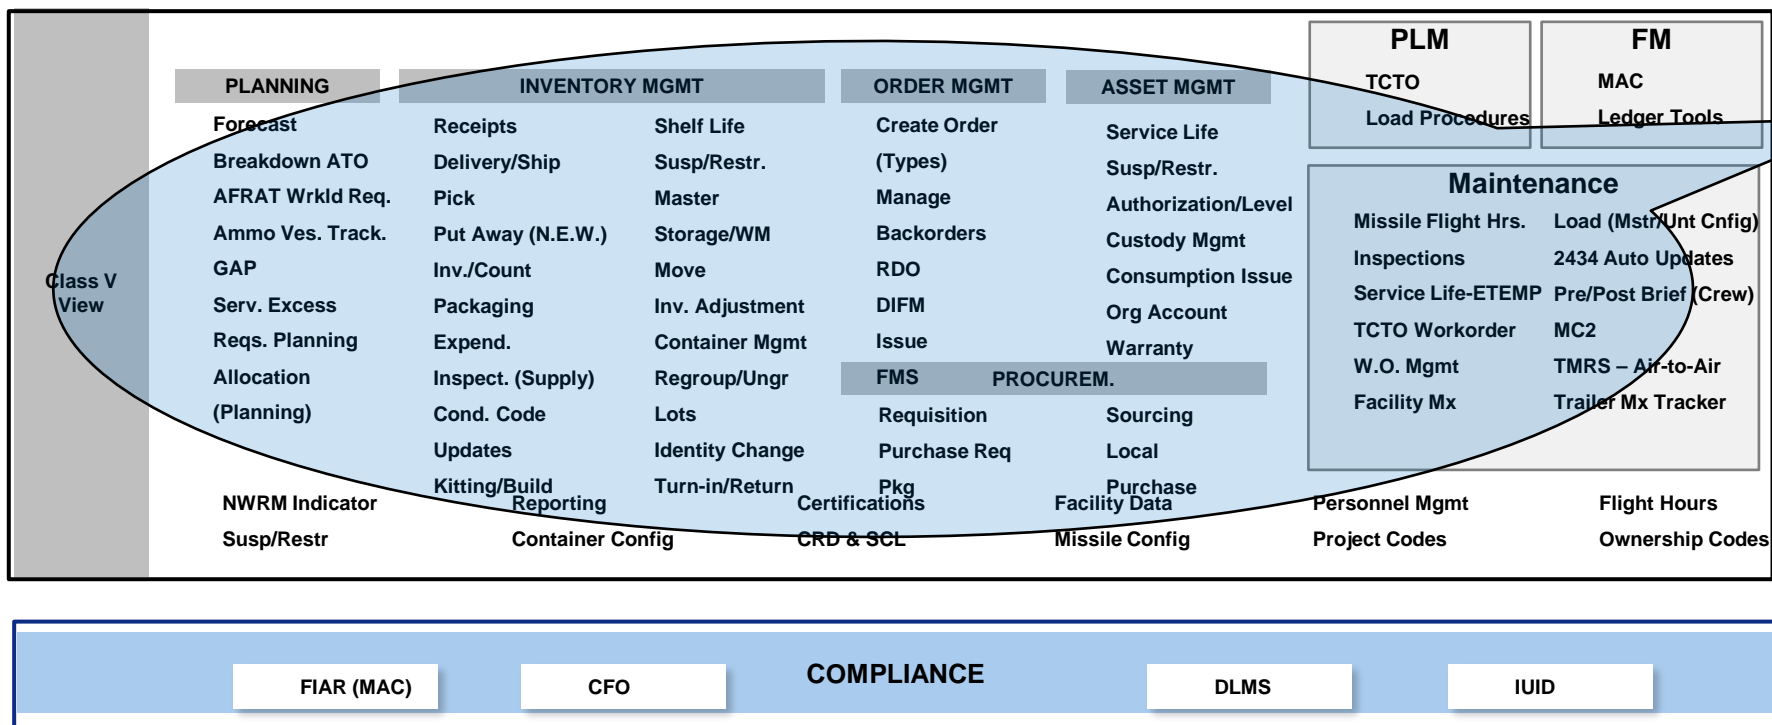 Class V
View
PLANNING
Forecast
Breakdown ATO
AFRAT Wrkld Req.
Ammo Ves. Track.
GAP
Serv. Excess
Reqs. Planning
Allocation
(Planning)
INVENTORY MGMT
Receipts
Delivery/Ship
Pick
Put Away (N.E.W.)
Inv./Count
Packaging
Expend.
Inspect. (Supply)
Cond. Code
Updates
Kitting/Build
Shelf Life
Susp/Restr.
Master
Storage/WM
Move
Inv. Adjustment
Container Mgmt
Regroup/Ungr
Lots
Identity Change
Turn-in/Return
ORDER MGMT
Create Order
(Types)
Manage
Backorders
RDO
DIFM
Issue
FMS
ASSET MGMT
Service Life
Susp/Restr.
Authorization/Level
Custody Mgmt
Consumption Issue
Org Account
Warranty
PROCUREM.
Requisition
Purchase Req
Pkg
Sourcing
Local
Purchase
PLM
TCTO
Load Procedures
FM
MAC
Ledger Tools
Maintenance
Missile Flight Hrs.
Inspections
Service Life-ETEMP
TCTO Workorder
W.O. Mgmt
Facility Mx
Load (Mstr/Unt Cnfig)
2434 Auto Updates
Pre/Post Brief (Crew)
MC2
TMRS – Air-to-Air
Trailer Mx Tracker
NWRM Indicator
Reporting
Certifications
Facility Data
Personnel Mgmt
Flight Hours
Susp/Restr
Container Config
CRD & SCL
Missile Config
Project Codes
Ownership Codes
COMPLIANCE
FIAR (MAC)
CFO
DLMS
IUID